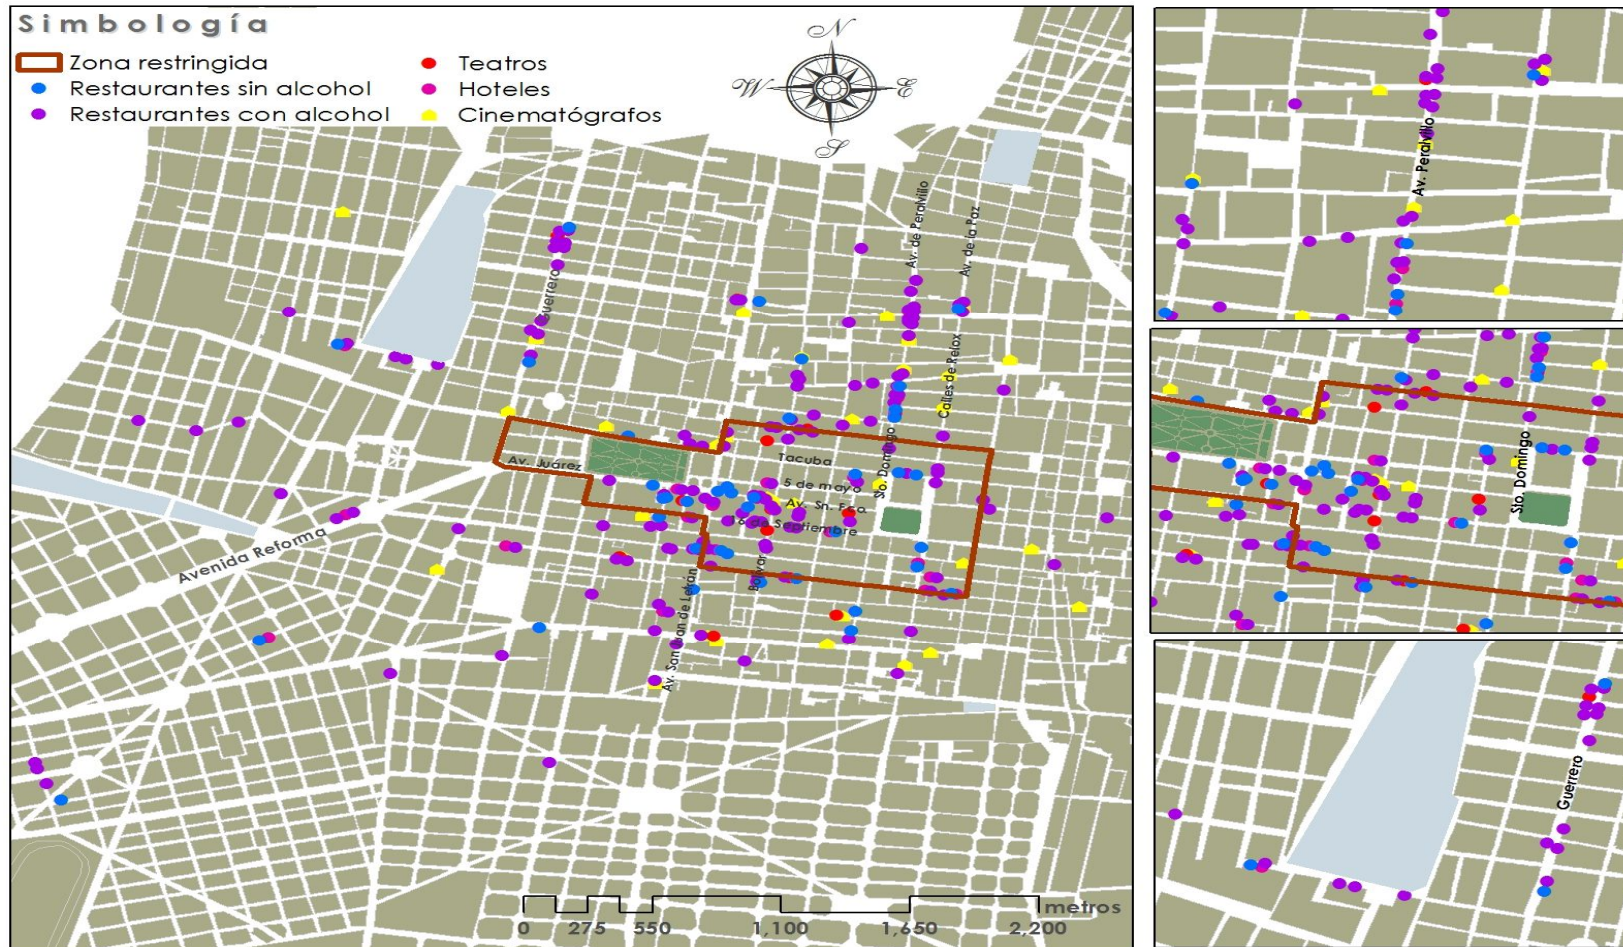 Simbología
Zona restringida
Restaurantes sin alcohol
Restaurantes con alcohol
Teatros
Hoteles
Cinematógrafos
N
W
E
S
Av. de Peralvillo
Av. de la Paz
Guerrero
Calles de Relox
Sto. Domingo
Av. Juárez
Tacuba
5 de mayo
Av. Sn. Fco.
16 de Septiembre
Avenida Reforma
Bolívar
Av. San Juan de Letrán
metros
0
275
550
1,100
1,650
2,200
Av. Peralvillo
Sto. Domingo
Guerrero